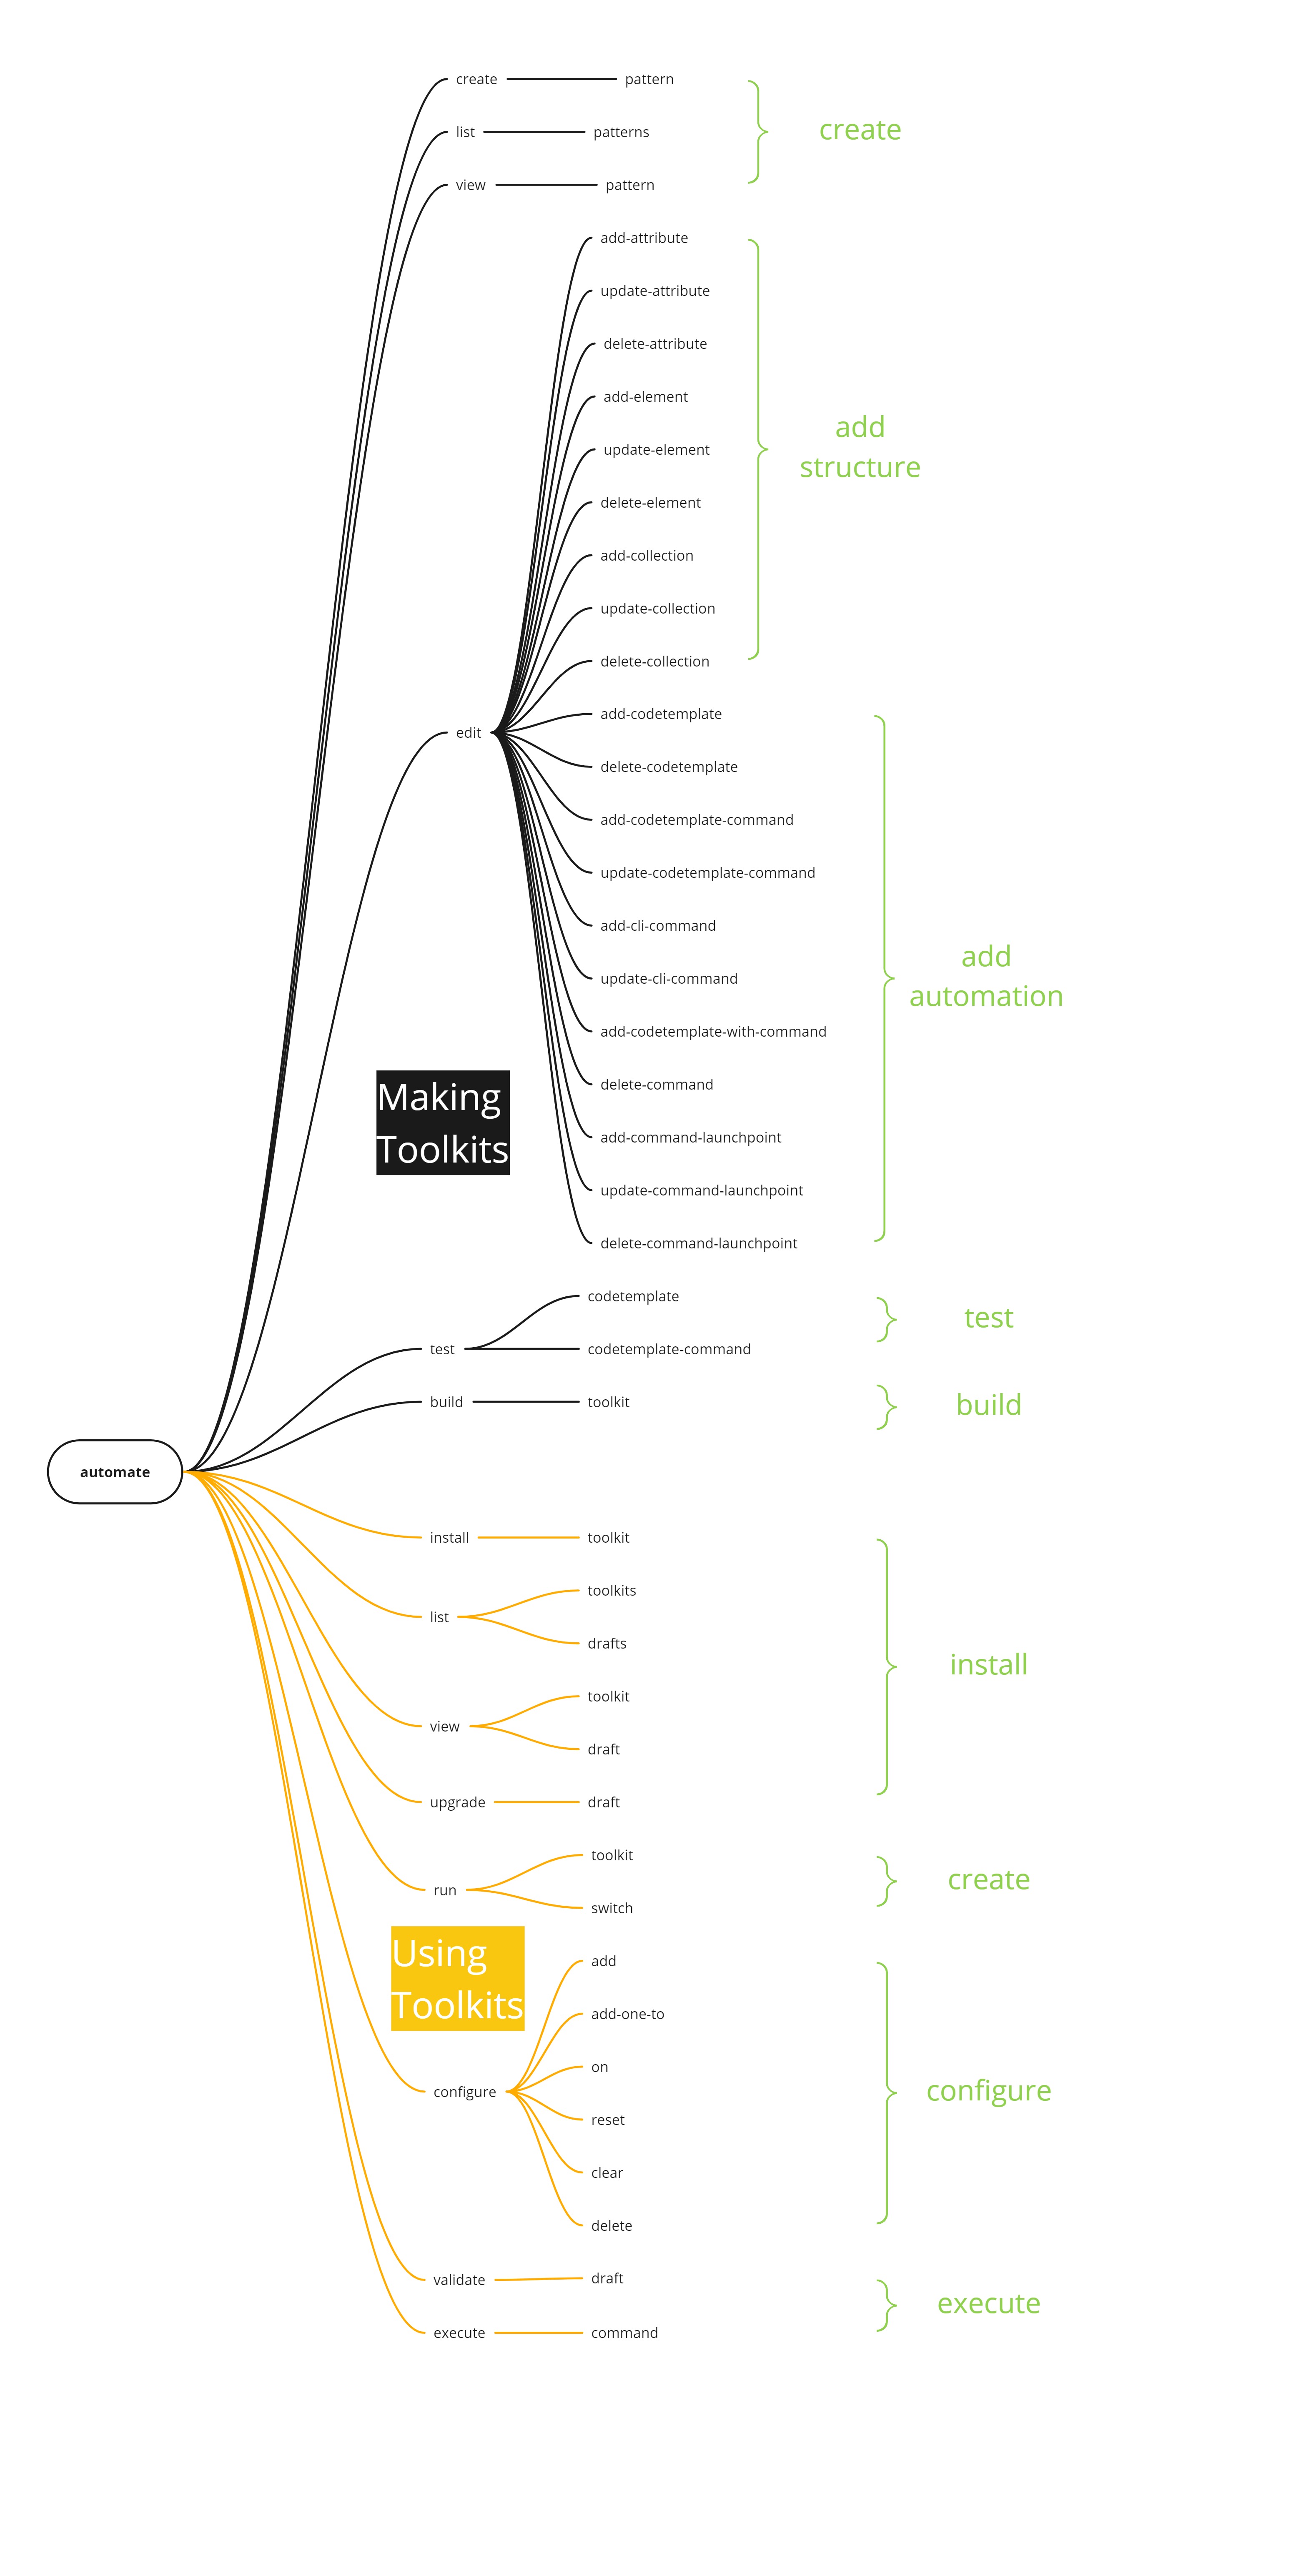 create
pattern
create
list
patterns
view
pattern
add-attribute
update-attribute
delete-attribute
add-element
add
structure
update-element
delete-element
add-collection
update-collection
delete-collection
add-codetemplate
edit
delete-codetemplate
add-codetemplate-command
update-codetemplate-command
add-cli-command
add
automation
update-cli-command
add-codetemplate-with-command
Making
Toolkits
delete-command
add-command-launchpoint
update-command-launchpoint
delete-command-launchpoint
codetemplate
test
test
codetemplate-command
build
toolkit
build
automate
install
toolkit
toolkits
list
drafts
install
toolkit
view
draft
upgrade
draft
toolkit
run
create
switch
Using
Toolkits
add
add-one-to
on
configure
configure
reset
clear
delete
validate
draft
execute
execute
command